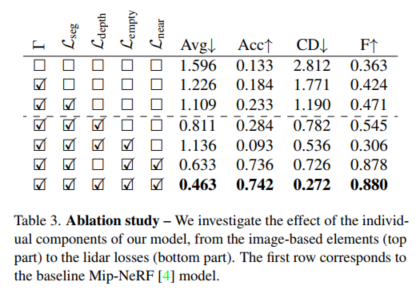 Γ ℒseg ℒdepth ℒempty ℒnear Avg↓ Acc↑ CD↓ F↑
☐ ☐ ☐ ☐ ☐ 1.596 0.133 2.812 0.363
☑ ☐ ☐ ☐ ☐ 1.226 0.184 1.771 0.424
☑ ☑ ☐ ☐ ☐ 1.109 0.233 1.190 0.471
☑ ☑ ☑ ☐ ☐ 0.811 0.284 0.782 0.545
☑ ☑ ☑ ☑ ☐ 1.136 0.093 0.536 0.306
☑ ☑ ☐ ☑ ☑ 0.633 0.736 0.726 0.878
☑ ☑ ☑ ☑ ☑ 0.463 0.742 0.272 0.880
Table 3. Ablation study – We investigate the effect of the individ-
ual components of our model, from the image-based elements (top
part) to the lidar losses (bottom part). The first row corresponds to
the baseline Mip-NeRF [4] model.